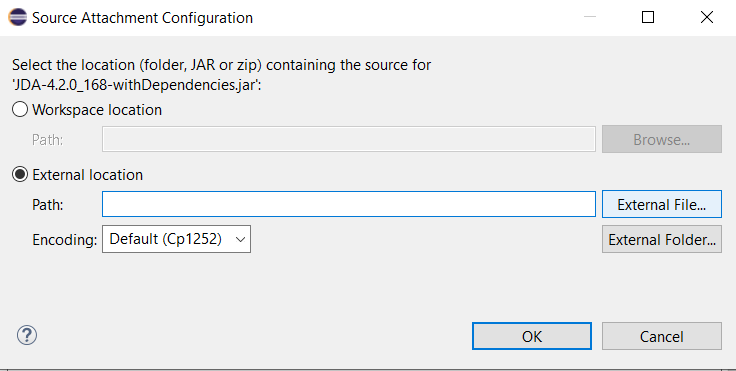 Source Attachment Configuration
Select the location (folder, JAR or zip) containing the source for
'JDA-4.2.0_168-withDependencies.jar':
Workspace location
Path:
Browse...
External location
Path:
External File...
Encoding:
Default (Cp1252)
External Folder...
?
OK
Cancel